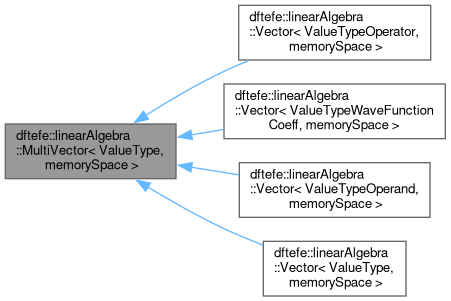 dftefe::linearAlgebra
::Vector< ValueTypeOperator,
memorySpace >
dftefe::linearAlgebra
::Vector< ValueTypeWaveFunction
Coeff, memorySpace >
dftefe::linearAlgebra
::MultiVector< ValueType,
memorySpace >
dftefe::linearAlgebra
::Vector< ValueTypeOperand,
memorySpace >
dftefe::linearAlgebra
::Vector< ValueType,
memorySpace >